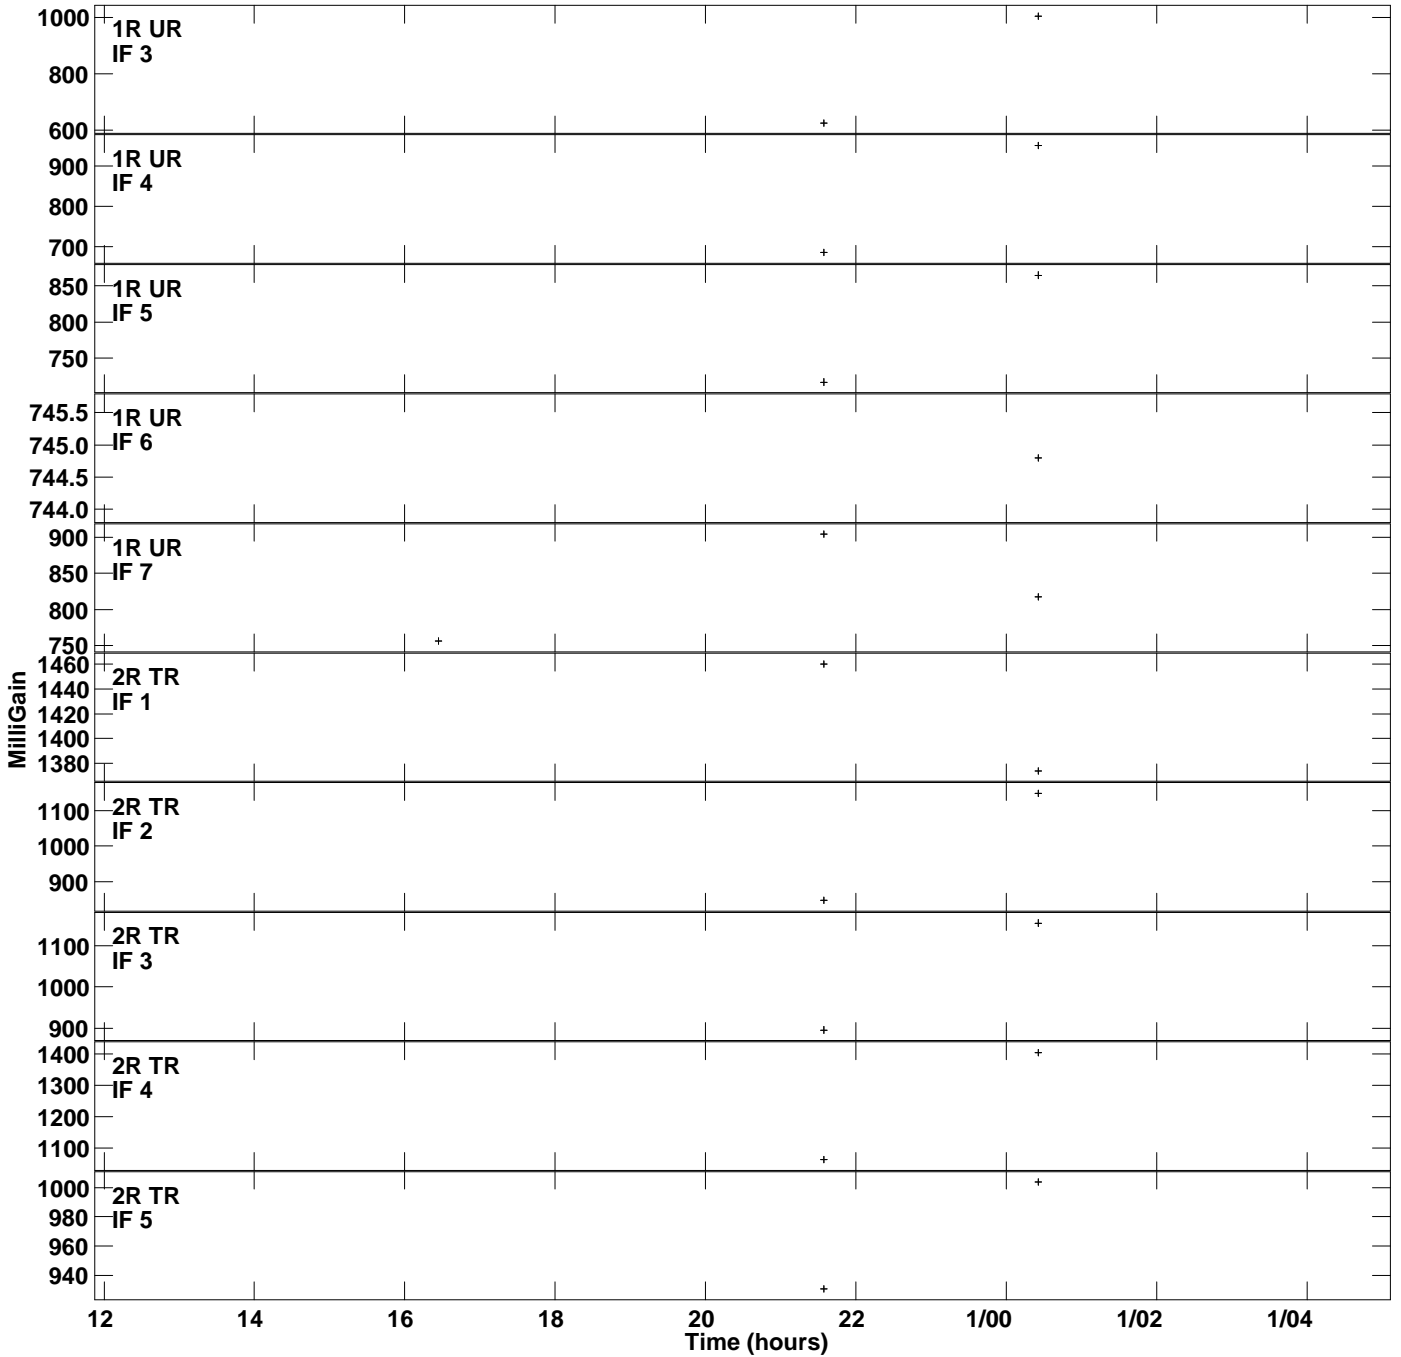 1000
1R UR
IF 3
800
600
1R UR
900
IF 4
800
700
850
1R UR
IF 5
800
750
745.5
1R UR
745.0
IF 6
744.5
744.0
900
1R UR
850
IF 7
800
750
1460
2R TR
1440
IF 1
1420
1400
1380
MilliGain
1100
2R TR
IF 2
1000
900
2R TR
1100
IF 3
1000
900
1400
2R TR
1300
IF 4
1200
1100
1000
2R TR
980
IF 5
960
940
12 14 16 18 20 22 1/00 1/02 1/04
Time (hours)